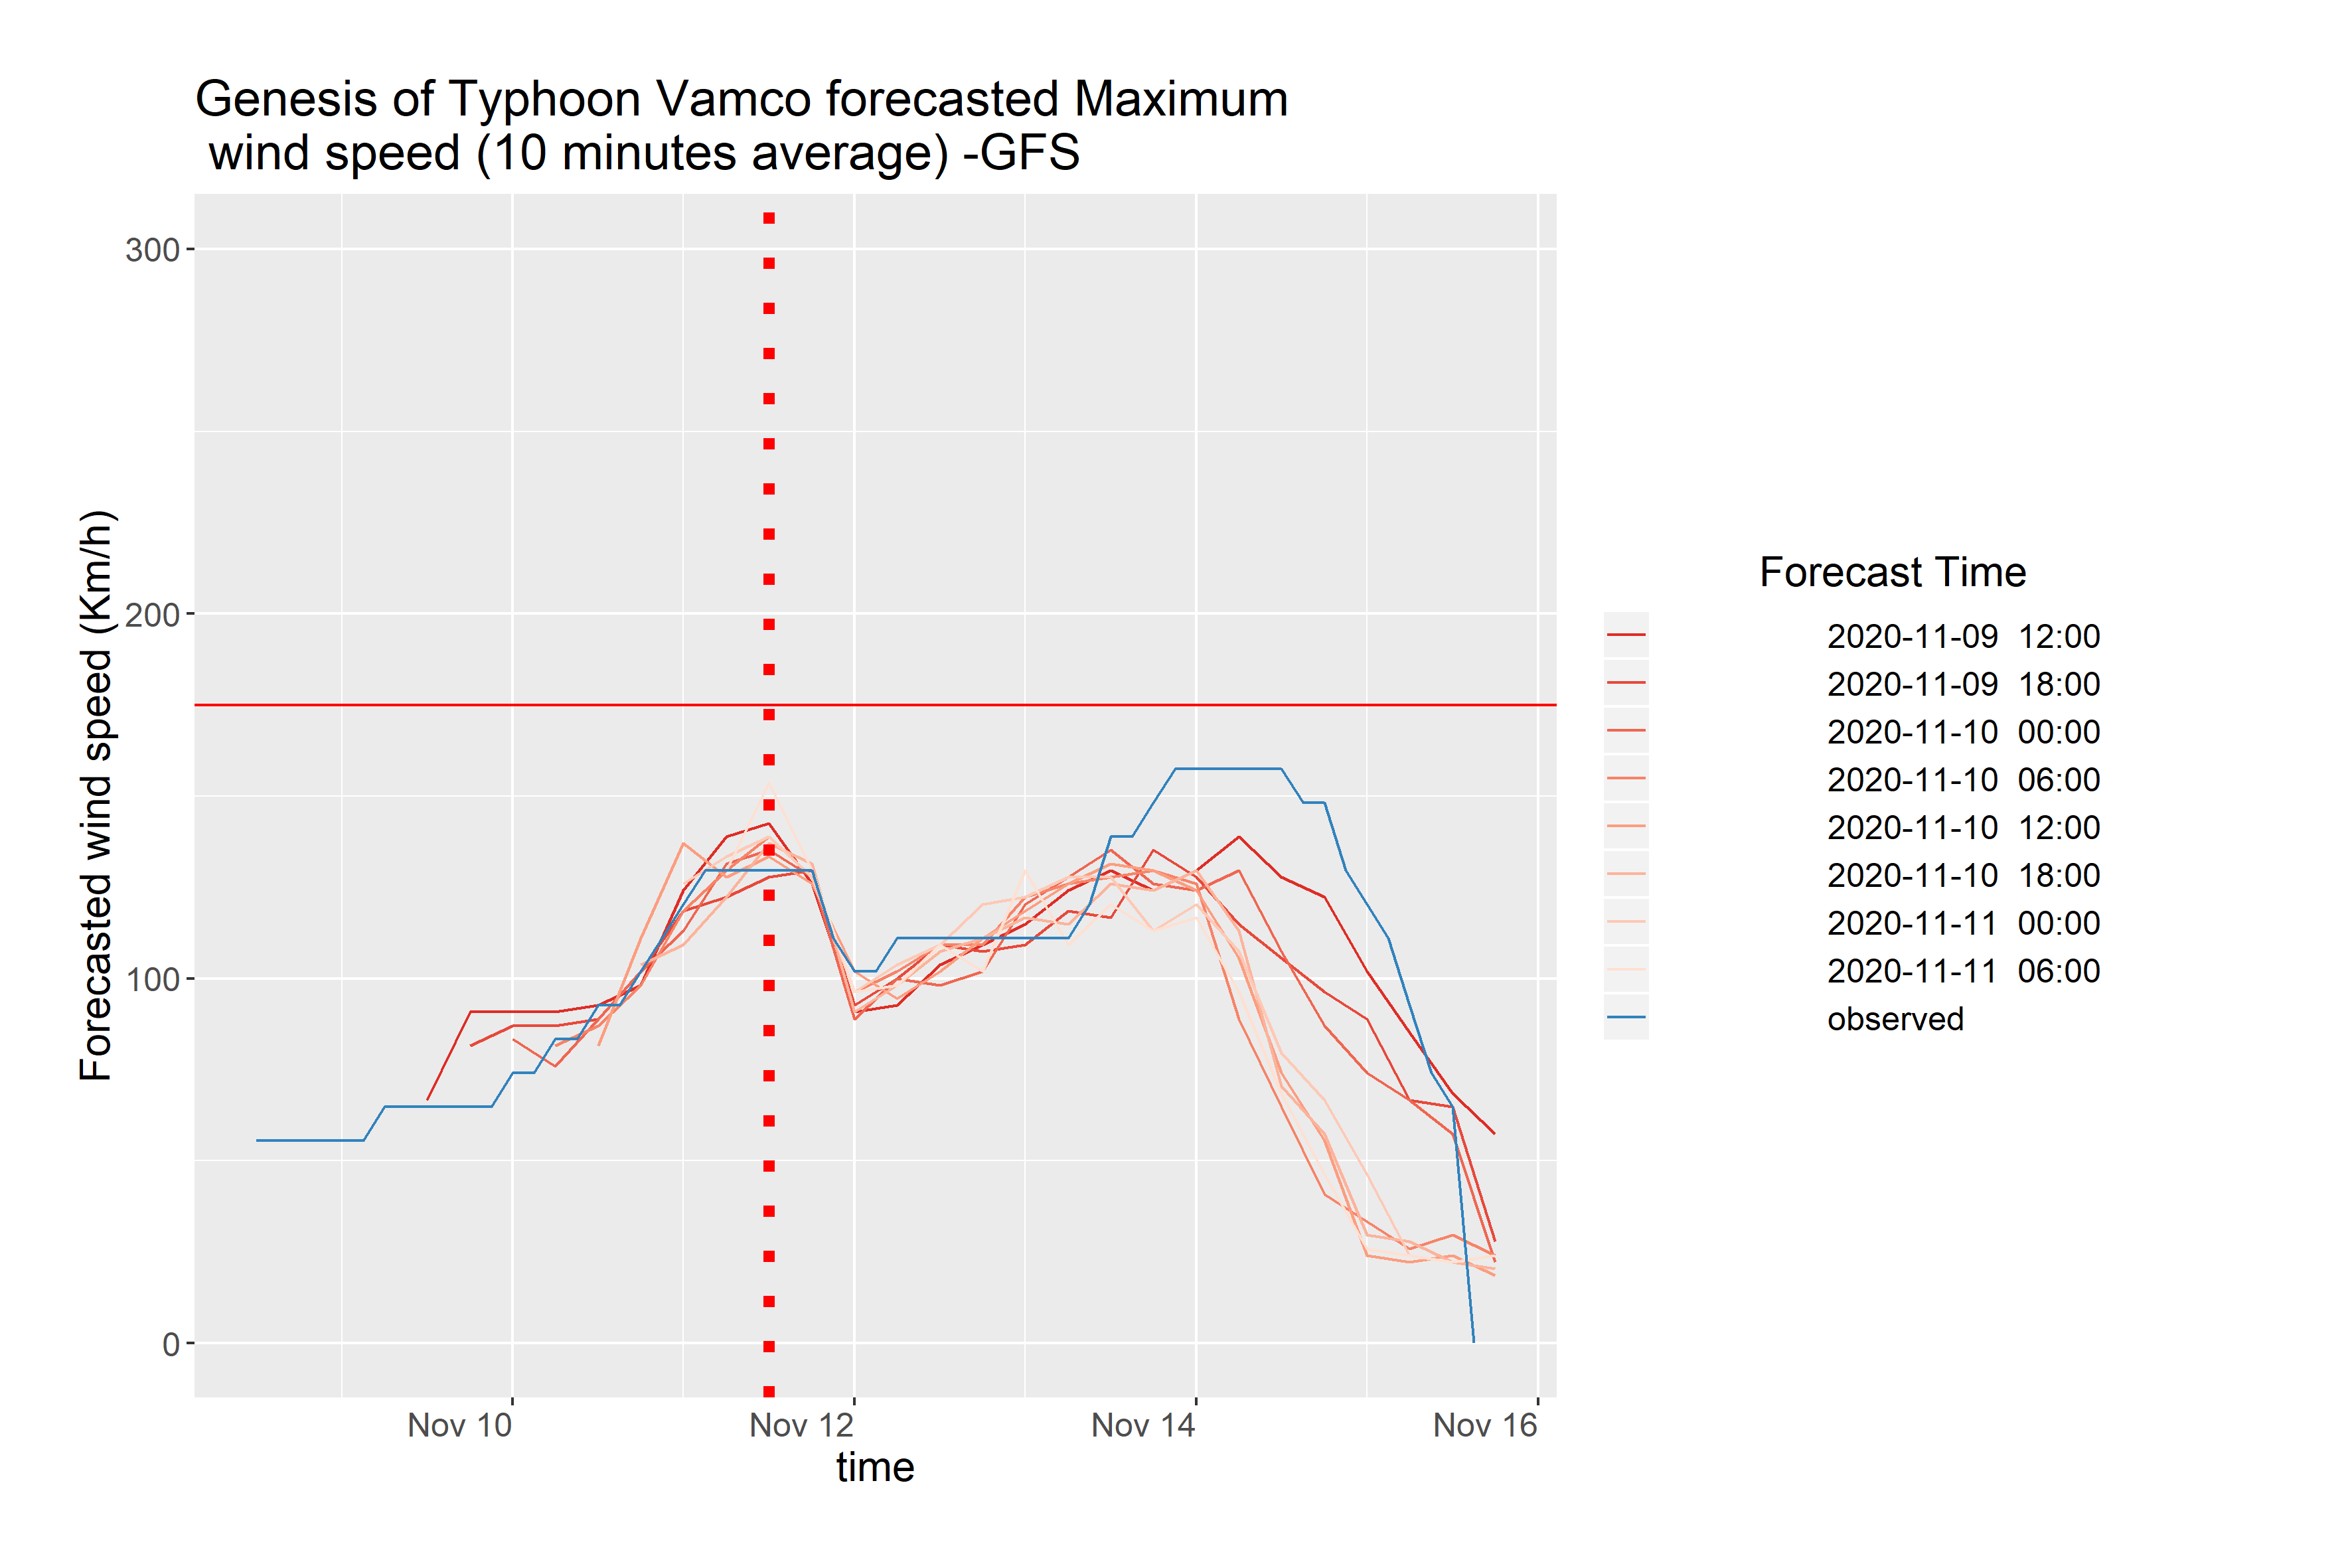 Genesis of Typhoon Vamco forecasted Maximum
wind speed (10 minutes average) -GFS
Forecasted wind speed (Km/h)
300
200
100
0
Nov 10
Nov 12
Nov 14
Nov 16
time
Forecast Time
2020-11-09 12:00
2020-11-09 18:00
2020-11-10 00:00
2020-11-10 06:00
2020-11-10 12:00
2020-11-10 18:00
2020-11-11 00:00
2020-11-11 06:00
observed